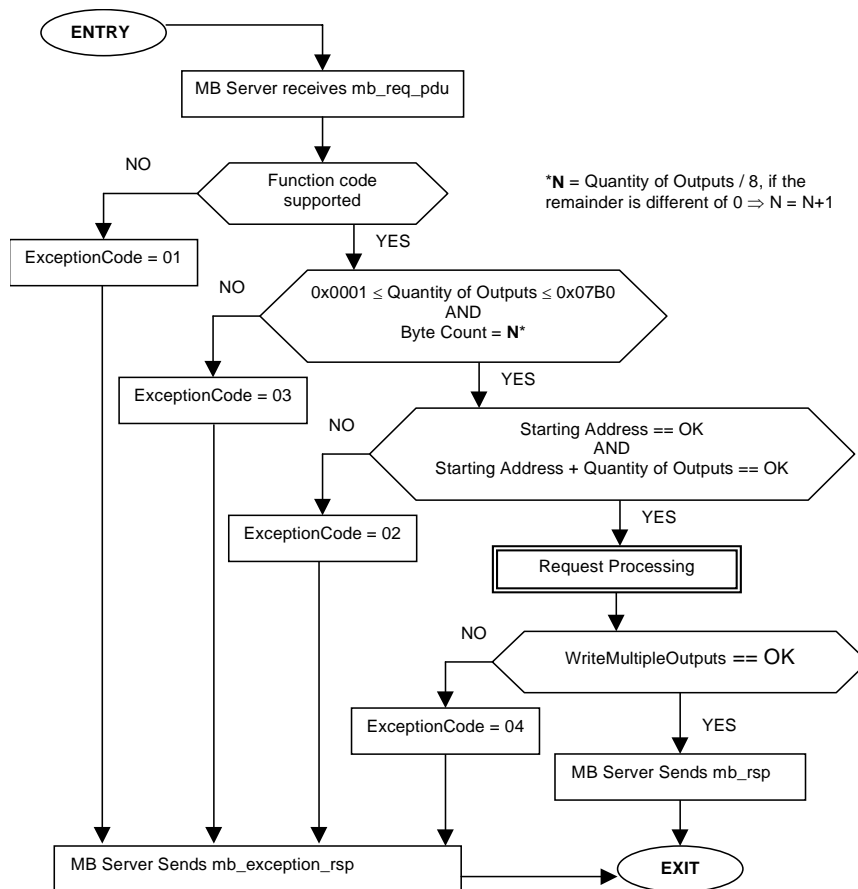 ENTRY
MB Server receives mb_req_pdu
NO
Function code
supported
*N = Quantity of Outputs / 8, if the
remainder is different of 0 ⇒ N = N+1
YES
ExceptionCode = 01
NO
0x0001 ≤ Quantity of Outputs ≤ 0x07B0
AND
Byte Count = N*
YES
ExceptionCode = 03
NO
Starting Address == OK
AND
Starting Address + Quantity of Outputs == OK
YES
ExceptionCode = 02
Request Processing
NO
WriteMultipleOutputs == OK
YES
ExceptionCode = 04
MB Server Sends mb_rsp
MB Server Sends mb_exception_rsp
EXIT